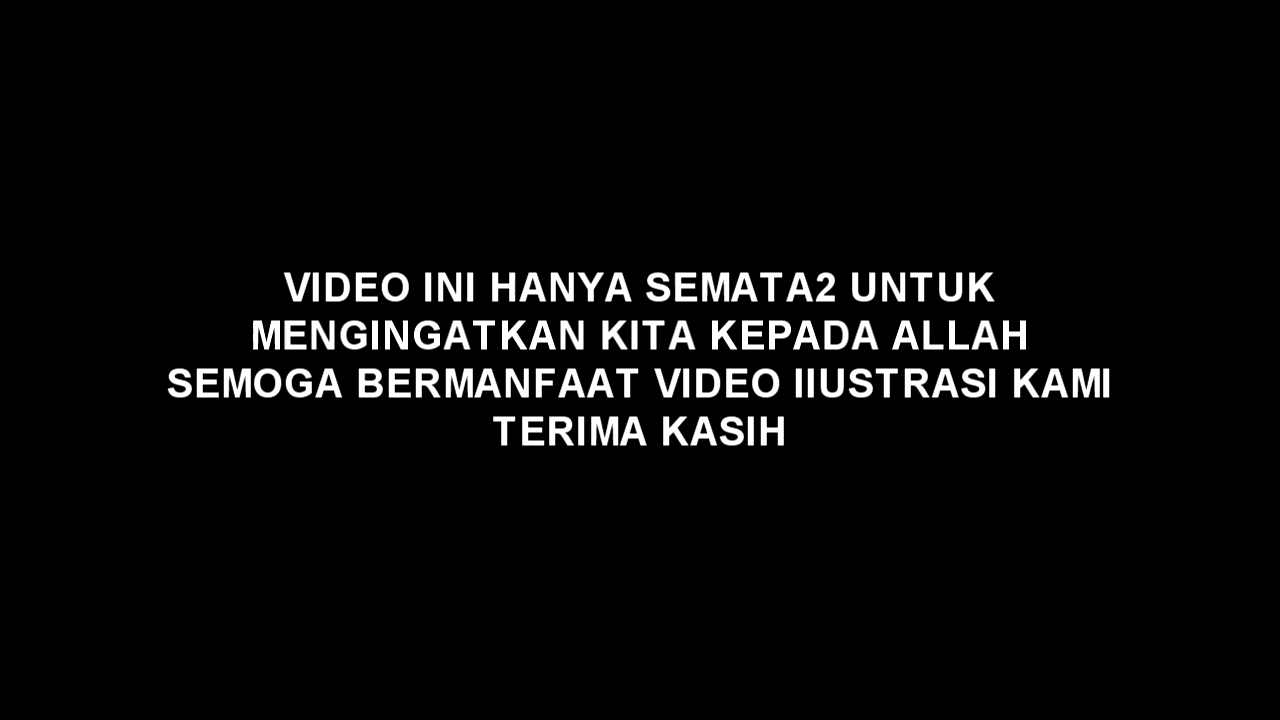 VIDEO INI HANYA SEMATA2 UNTUK
MENGINGATKAN KITA KEPADA ALLAH
SEMOGA BERMANFAAT VIDEO IIUSTRASI KAMI
TERIMA KASIH